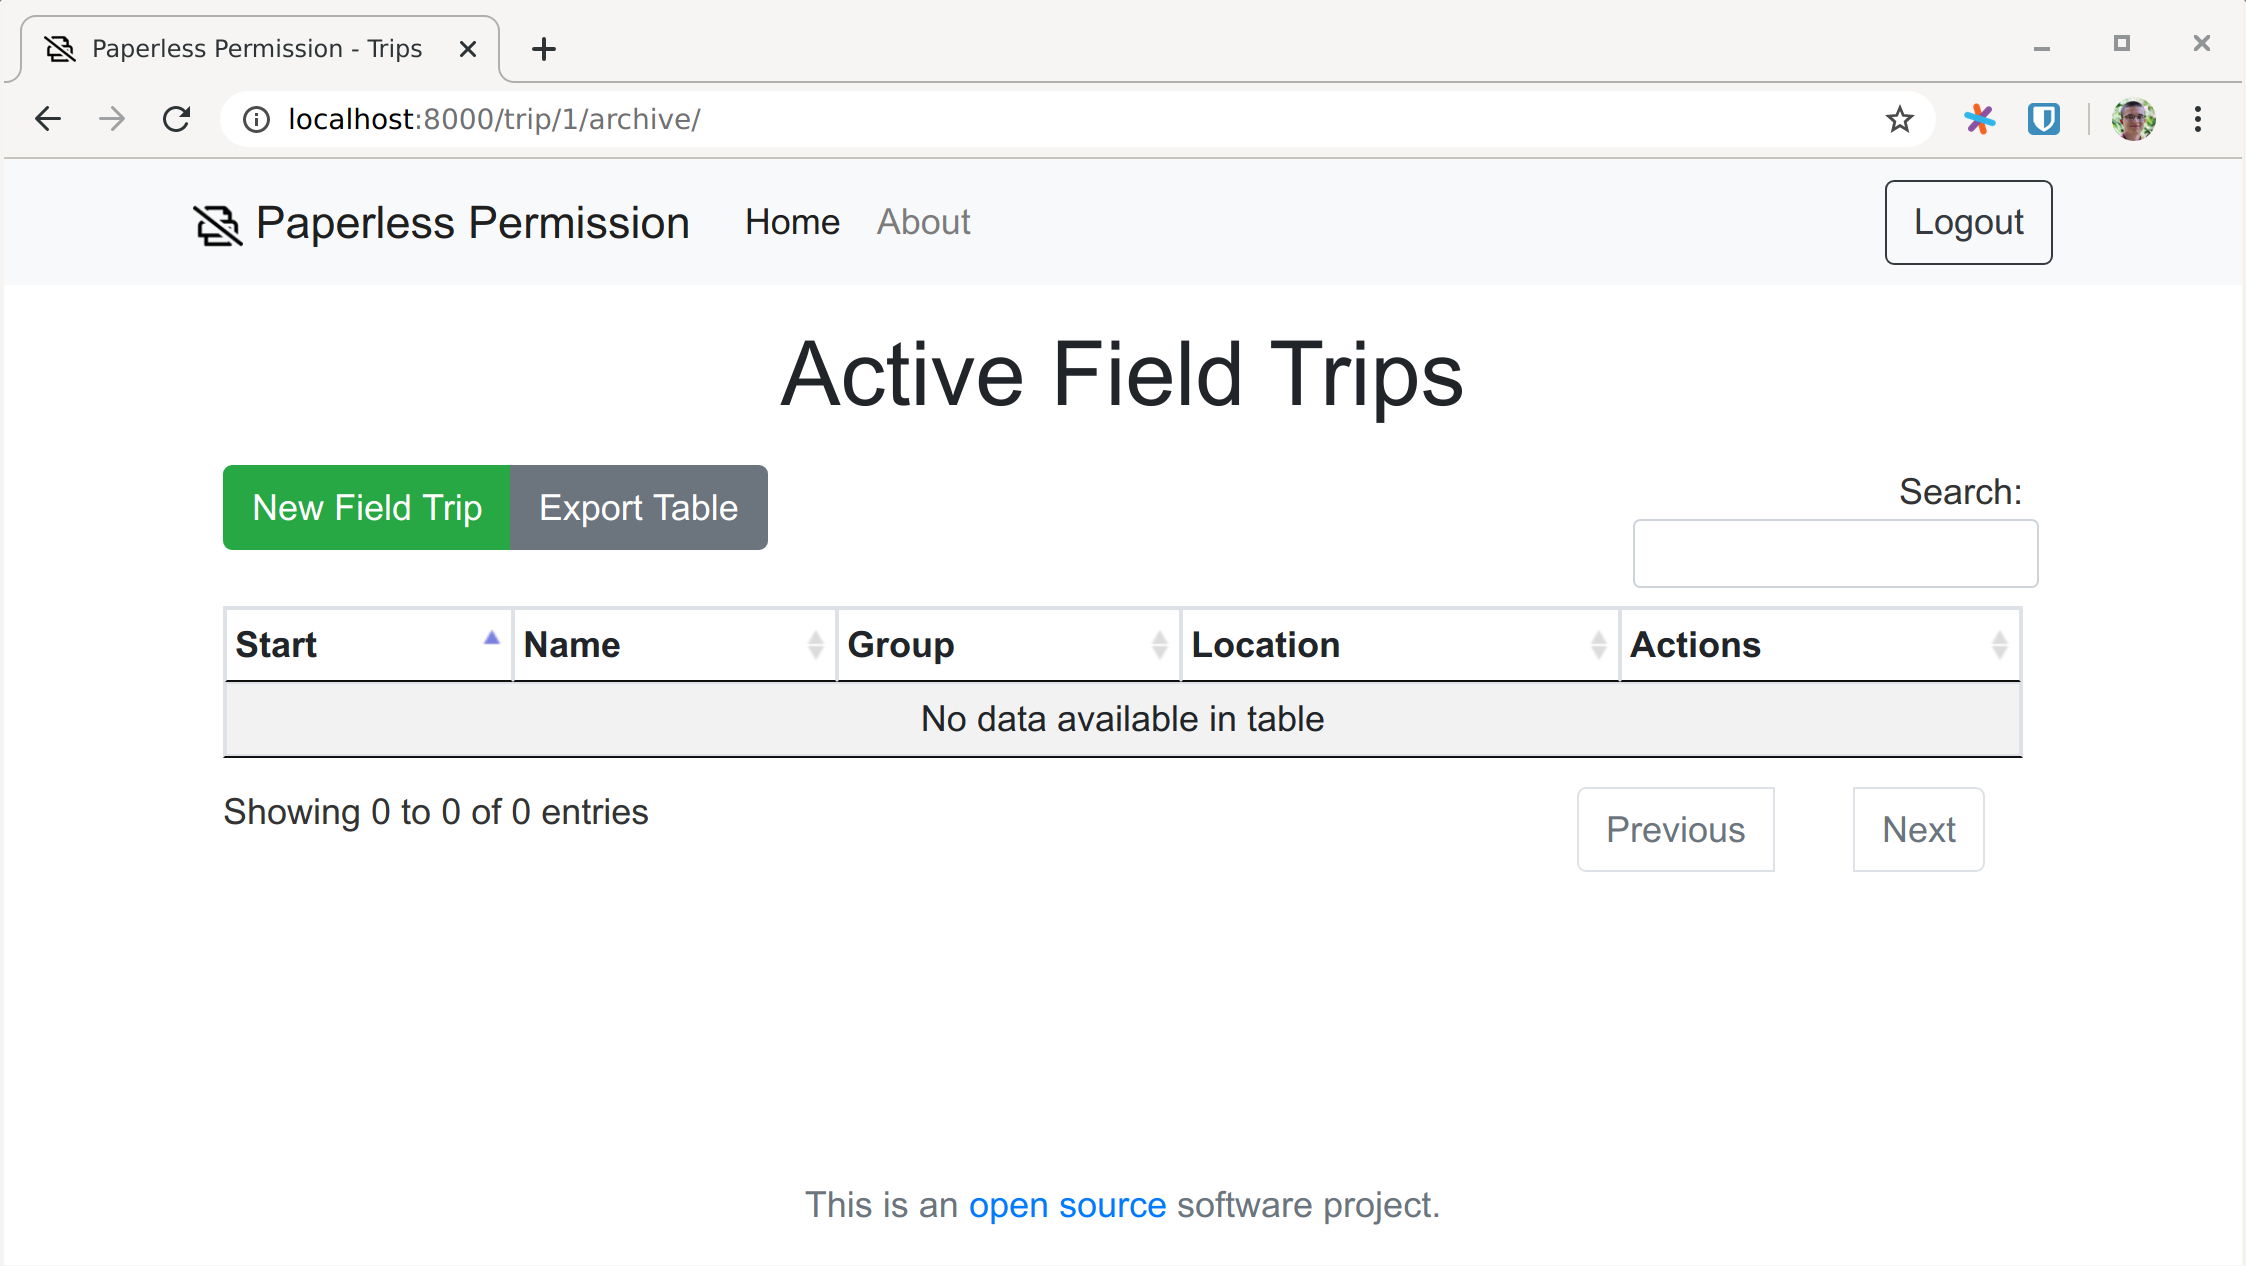 Paperless Permission - Trips
localhost:8000/trip/1/archive/
Paperless Permission Home About Logout
Active Field Trips
New Field Trip Export Table
Search:
Start Name Group Location Actions
No data available in table
Showing 0 to 0 of 0 entries
Previous Next
This is an open source software project.